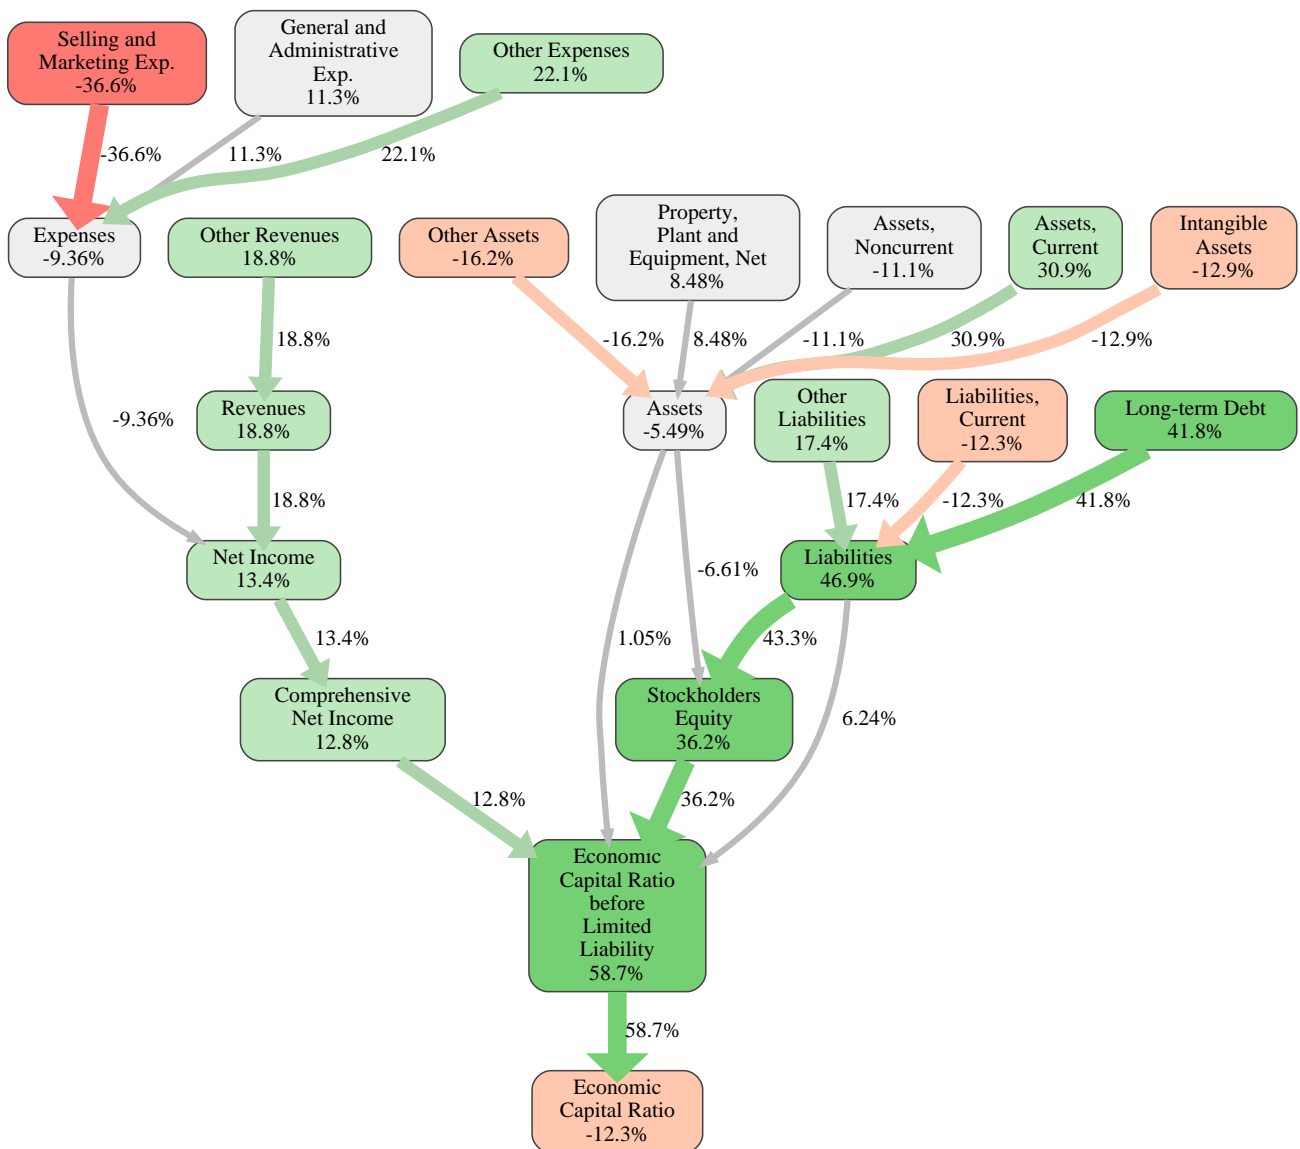 Selling and
Marketing Exp.
-36.6%
General and
Administrative
Exp.
11.3%
Other Expenses
22.1%
-36.6%
11.3%
22.1%
Expenses
-9.36%
Other Revenues
18.8%
Other Assets
-16.2%
Property,
Plant and
Equipment, Net
8.48%
Assets,
Noncurrent
-11.1%
Assets,
Current
30.9%
Intangible
Assets
-12.9%
18.8%
-16.2%
8.48%
-11.1%
30.9%
-12.9%
-9.36%
Revenues
18.8%
Assets
-5.49%
Other
Liabilities
17.4%
Liabilities,
Current
-12.3%
Long-term Debt
41.8%
18.8%
17.4%
-12.3%
41.8%
Net Income
13.4%
-6.61%
Liabilities
46.9%
13.4%
1.05%
43.3%
Comprehensive
Net Income
12.8%
Stockholders
Equity
36.2%
6.24%
12.8%
36.2%
Economic
Capital Ratio
before
Limited
Liability
58.7%
58.7%
Economic
Capital Ratio
-12.3%